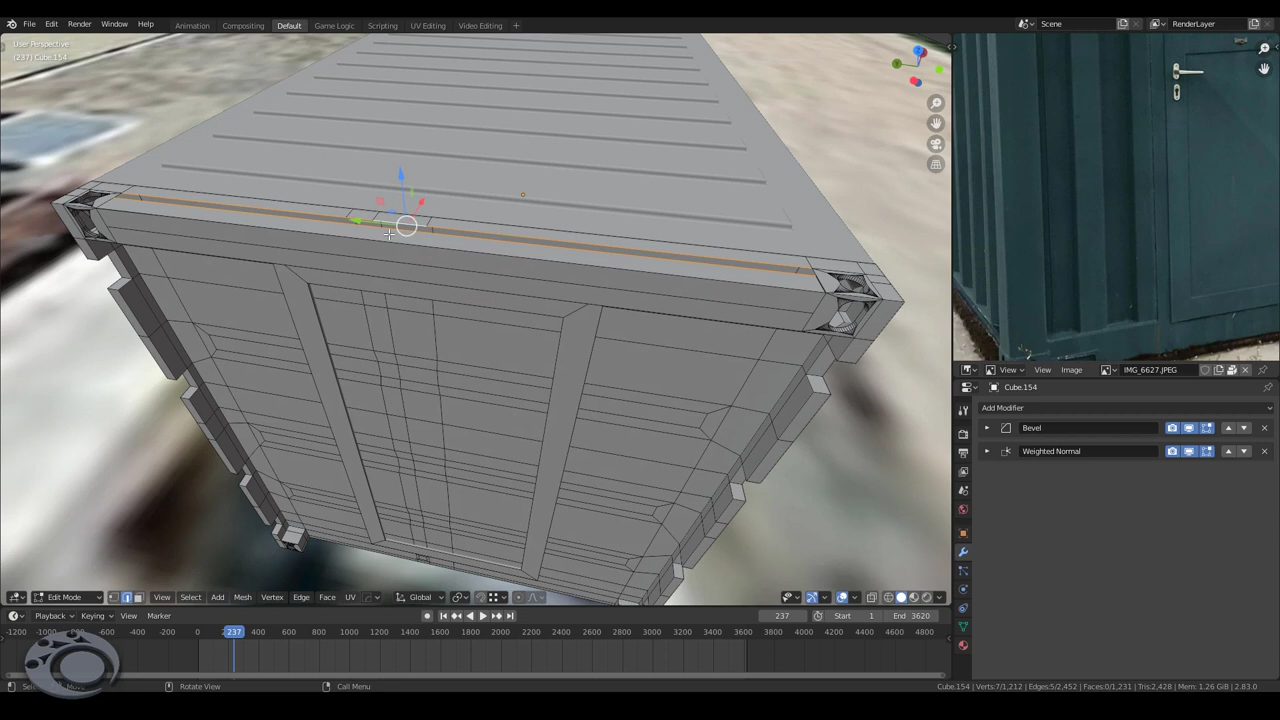 File Edit Render Window Help Animation Compositing Default Game Logic Scripting UV Editing Video Editing + Scene RenderLayer
User Perspective
(237) Cube.154
View View Image IMG_6627.JPEG
Cube.154
Add Modifier
Bevel
Weighted Normal
Edit Mode View Select Add Mesh Vertex Edge Face UV Global
Playback Keying View Marker 237 Start 1 End 3620
-1200 -1000 -800 -600 -400 -200 0 237 400 600 800 1000 1200 1400 1600 1800 2000 2200 2400 2600 2800 3000 3200 3400 3600 3800 4000 4200 4400 4600 4800
Rotate View Call Menu Cube.154 | Verts:7/1,212 | Edges:5/2,452 | Faces:0/1,231 | Tris:2,428 | Mem: 1.26 GiB | 2.83.0